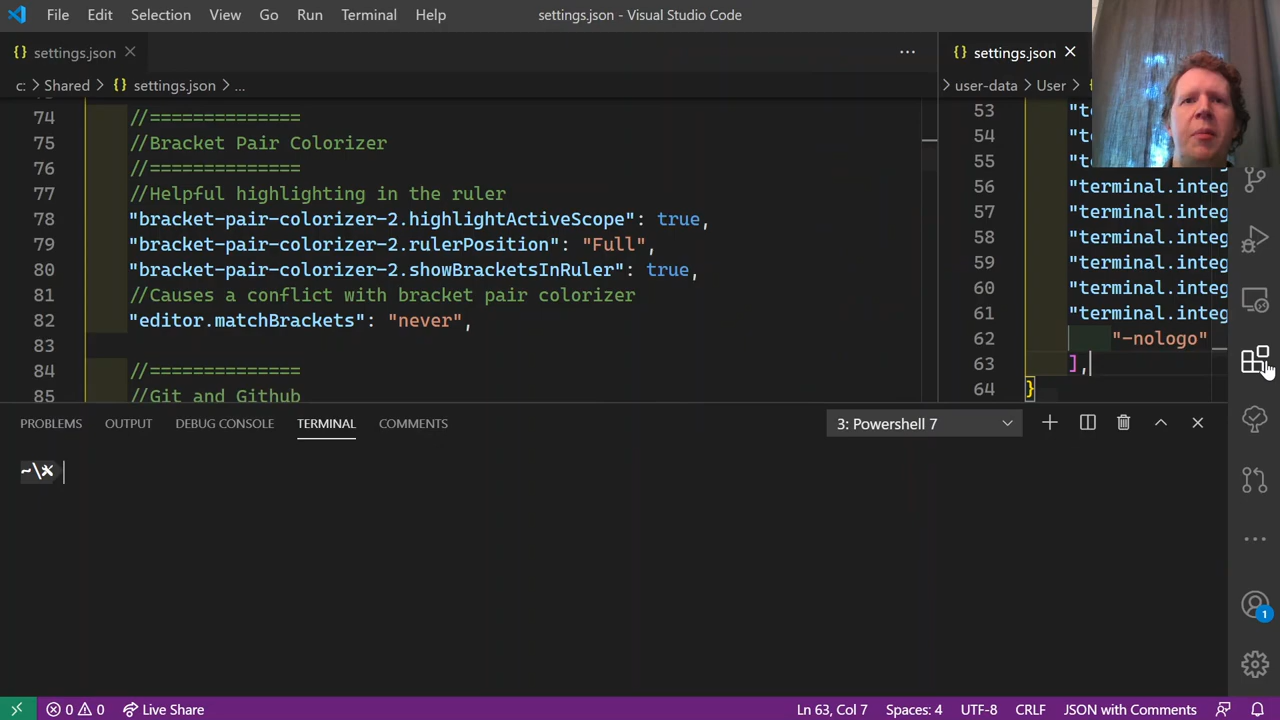 File Edit Selection View Go Run Terminal Help
settings.json - Visual Studio Code
{} settings.json ×
c: > Shared > {} settings.json > ...
74 //==============
75 //Bracket Pair Colorizer
76 //==============
77 //Helpful highlighting in the ruler
78 "bracket-pair-colorizer-2.highlightActiveScope": true,
79 "bracket-pair-colorizer-2.rulerPosition": "Full",
80 "bracket-pair-colorizer-2.showBracketsInRuler": true,
81 //Causes a conflict with bracket pair colorizer
82 "editor.matchBrackets": "never",
83
84 //==============
85 //Git and Github
{} settings.json ×
> user-data > User >
53
54
55
56 "terminal.integ
57 "terminal.integ
58 "terminal.integ
59 "terminal.integ
60 "terminal.integ
61 "terminal.integ
62 "-nologo"
63 ],
64 }
PROBLEMS OUTPUT DEBUG CONSOLE TERMINAL COMMENTS
3: Powershell 7
~\
1
0 0 Live Share
Ln 63, Col 7 Spaces: 4 UTF-8 CRLF JSON with Comments